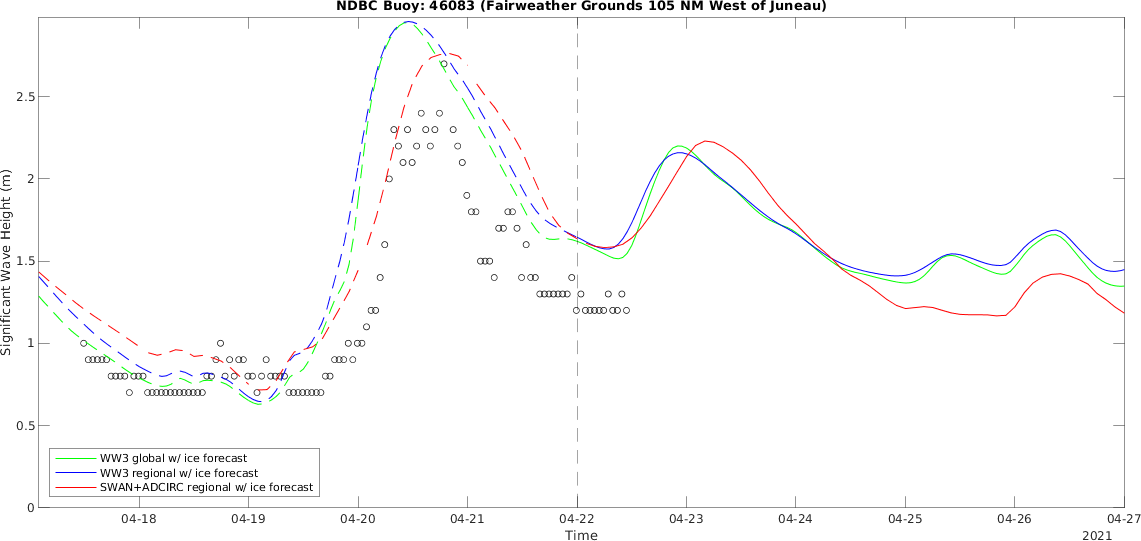 NDBC Buoy: 46083 (Fairweather Grounds 105 NM West of Juneau)
Significant Wave Height (m)
2.5
2
1.5
1
0.5
0
WW3 global w/ ice forecast
WW3 regional w/ ice forecast
SWAN+ADCIRC regional w/ ice forecast
04-18 04-19 04-20 04-21 04-22 04-23 04-24 04-25 04-26 04-27
Time
2021